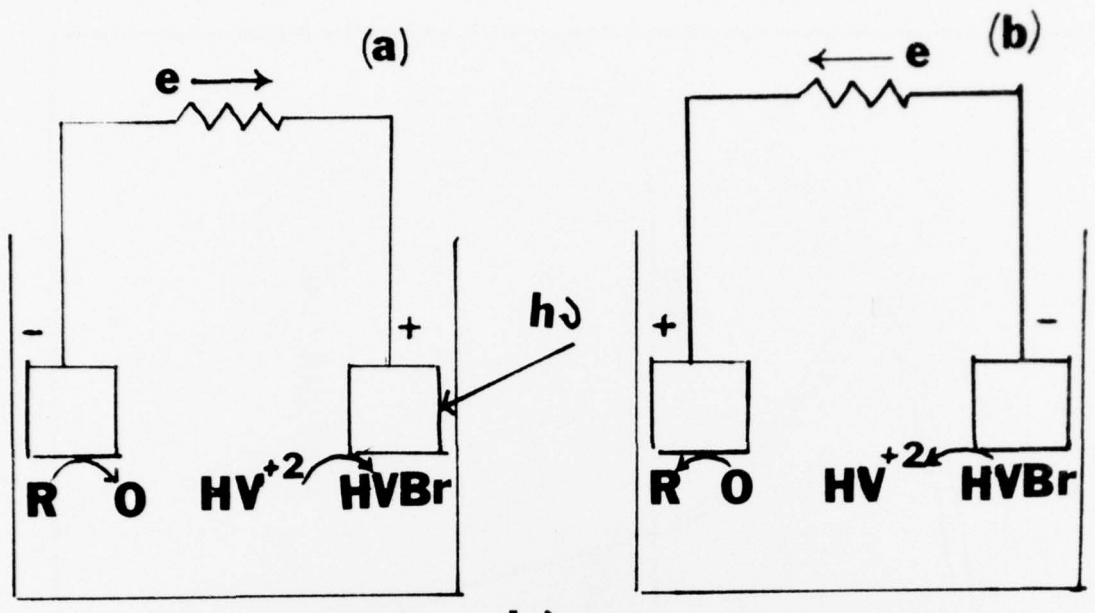 (a)
e →
-
+
hν
R O HV+2 HVBr
(b)
← e
+
-
R O HV+2 HVBr